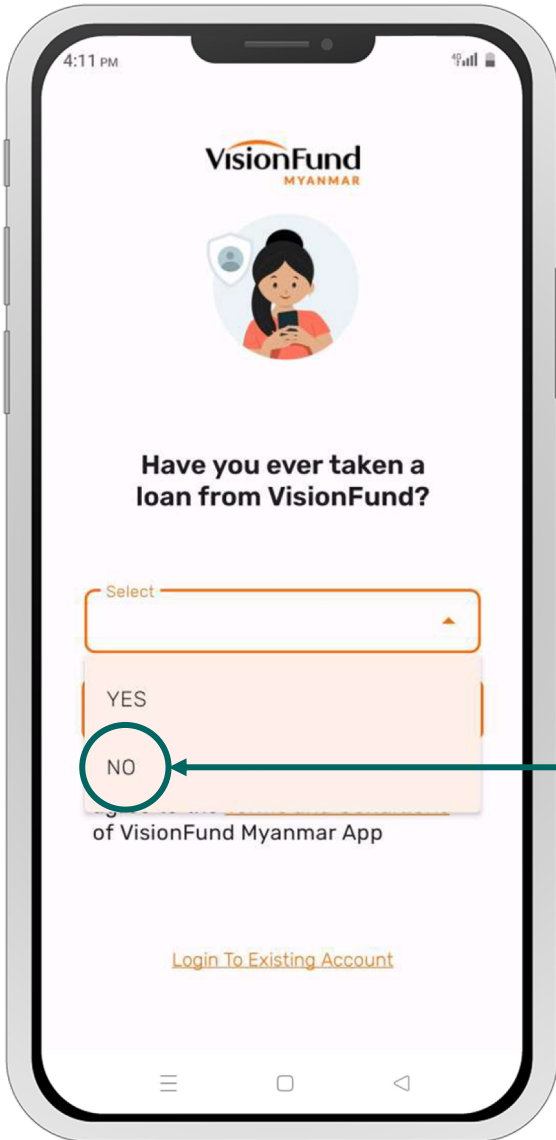 4:11 PM
4G
VisionFund
MYANMAR
Have you ever taken a
loan from VisionFund?
Select
YES
NO
of VisionFund Myanmar App
Login To Existing Account